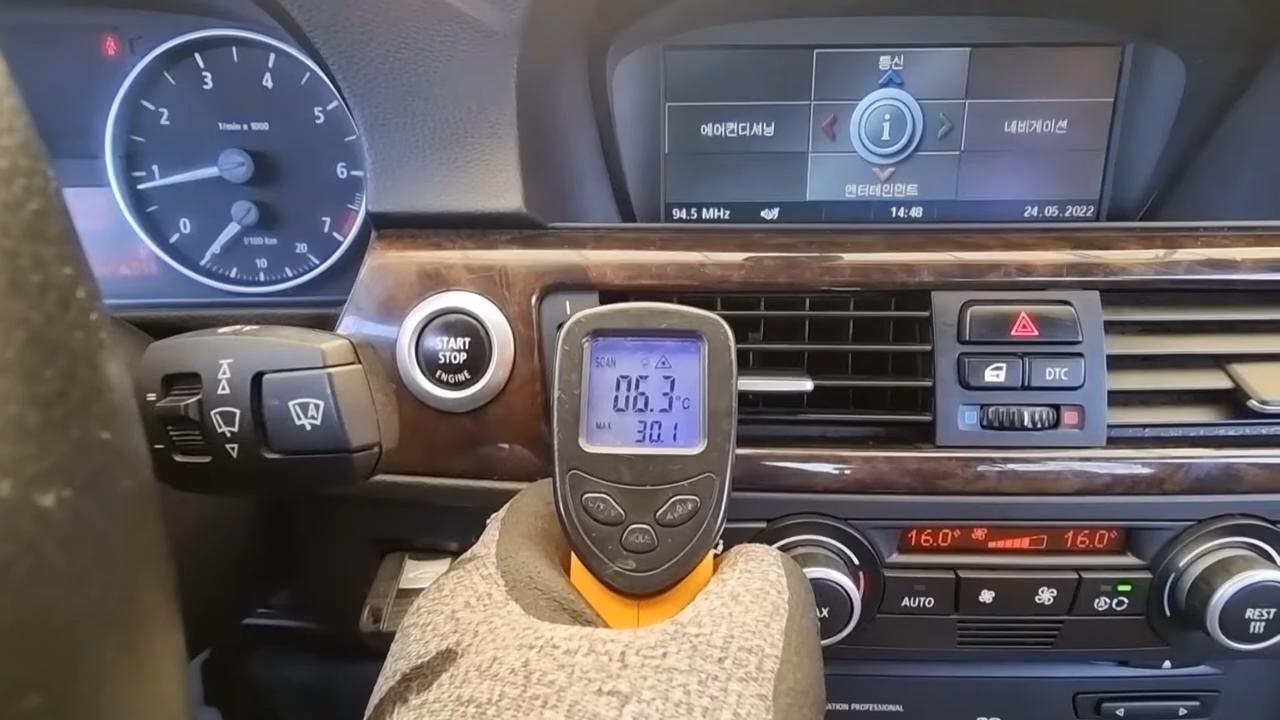 0
1
2
3
4
5
6
7
1/min x 1000
10
20
통신
에어컨디셔닝
i
네비게이션
엔터테인먼트
94.5 MHz
14:48
24.05.2022
START
STOP
ENGINE
A
SCAN
06.3°C
MAX 30.1
MODE
DTC
16.0°
16.0°
AUTO
A
REST